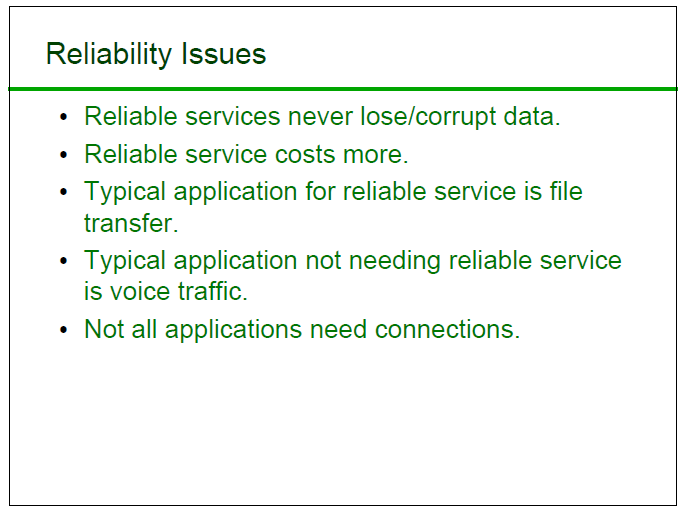 Reliability Issues
• Reliable services never lose/corrupt data.
• Reliable service costs more.
• Typical application for reliable service is file
transfer.
• Typical application not needing reliable service
is voice traffic.
• Not all applications need connections.